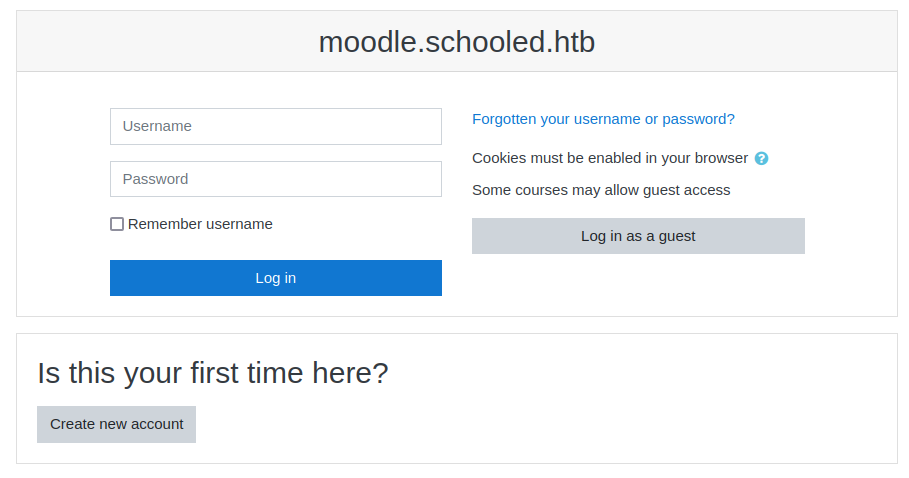 moodle.schooled.htb
Username
Password
Remember username
Log in
Forgotten your username or password?
Cookies must be enabled in your browser
Some courses may allow guest access
Log in as a guest
Is this your first time here?
Create new account